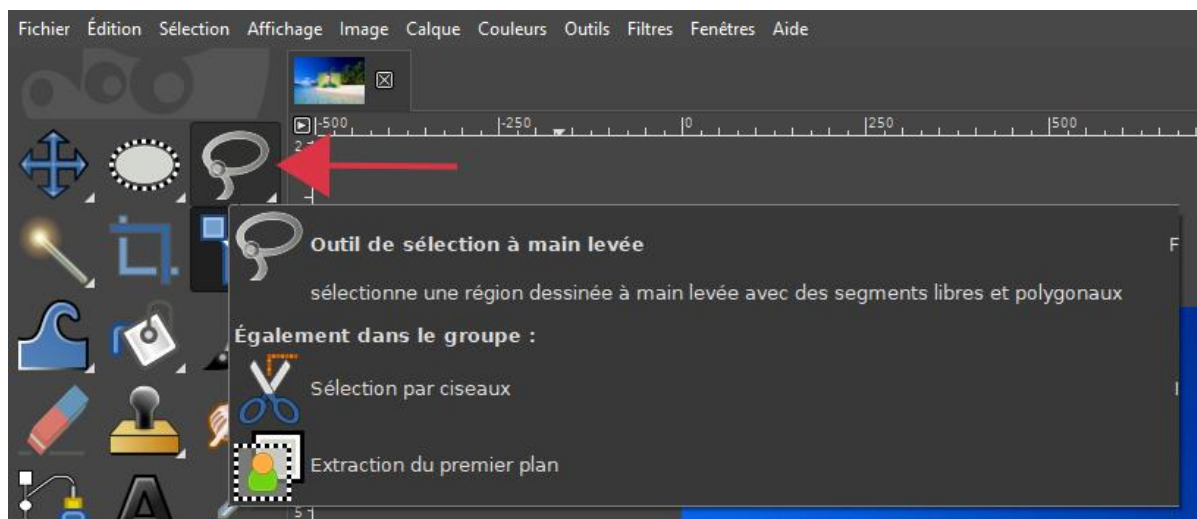 Fichier Édition Sélection Affichage Image Calque Couleurs Outils Filtres Fenêtres Aide
-500 -250 0 250 500
2
Outil de sélection à main levée F
sélectionne une région dessinée à main levée avec des segments libres et polygonaux
Également dans le groupe :
Sélection par ciseaux I
Extraction du premier plan
5